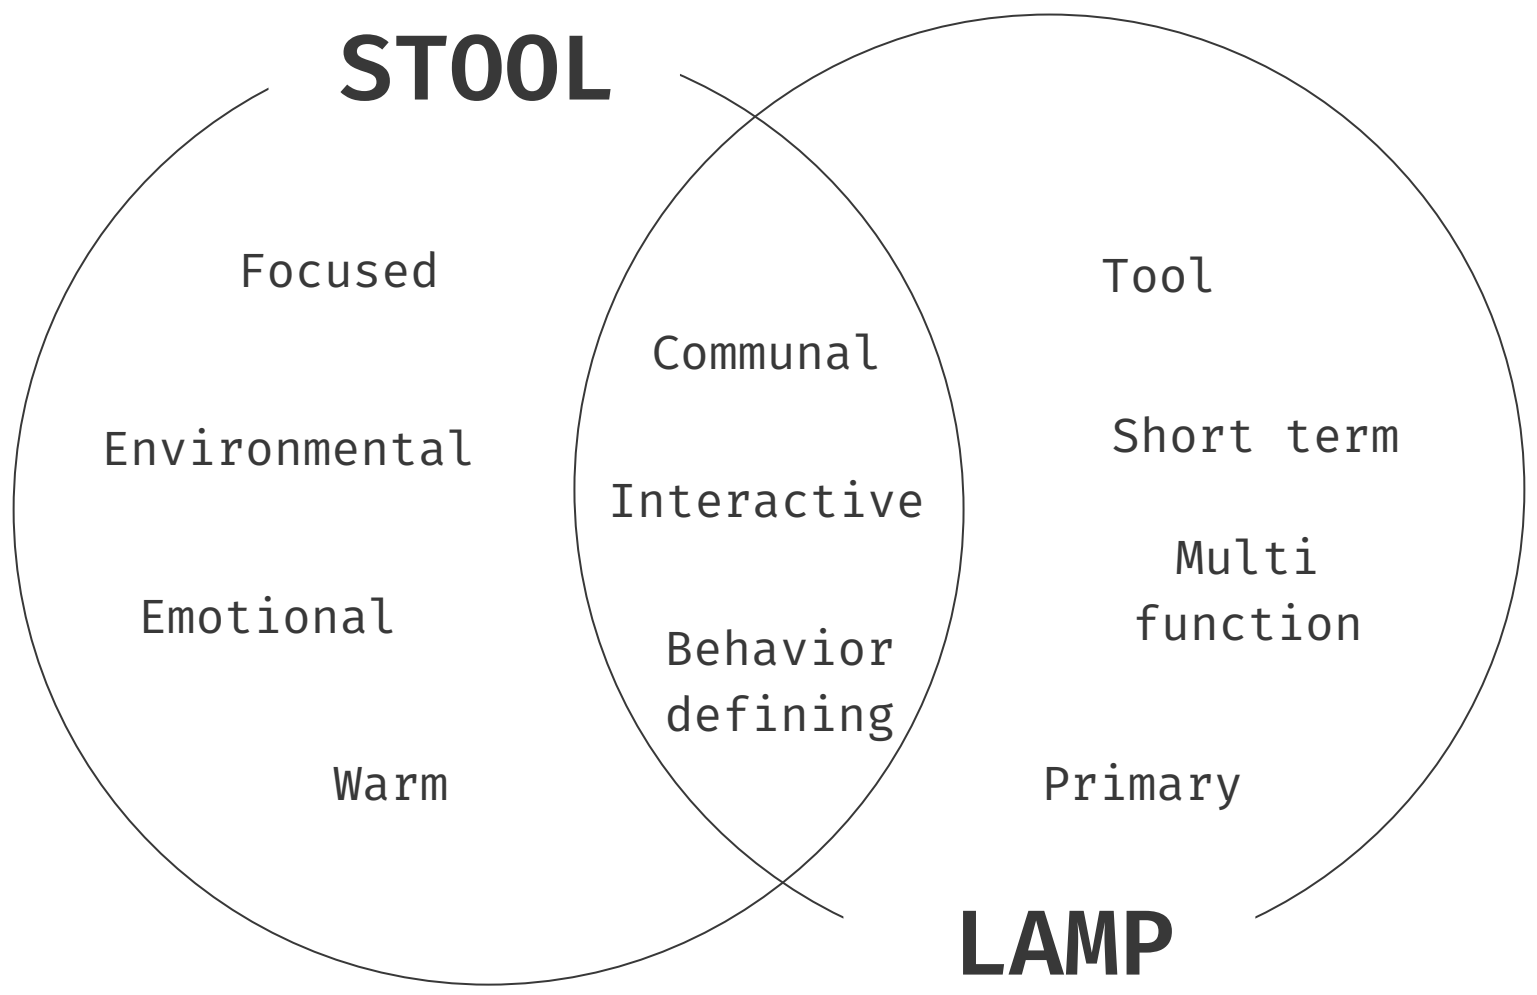 STOOL
Focused
Environmental
Emotional
Warm
Communal
Interactive
Behavior
defining
Tool
Short term
Multi
function
Primary
LAMP